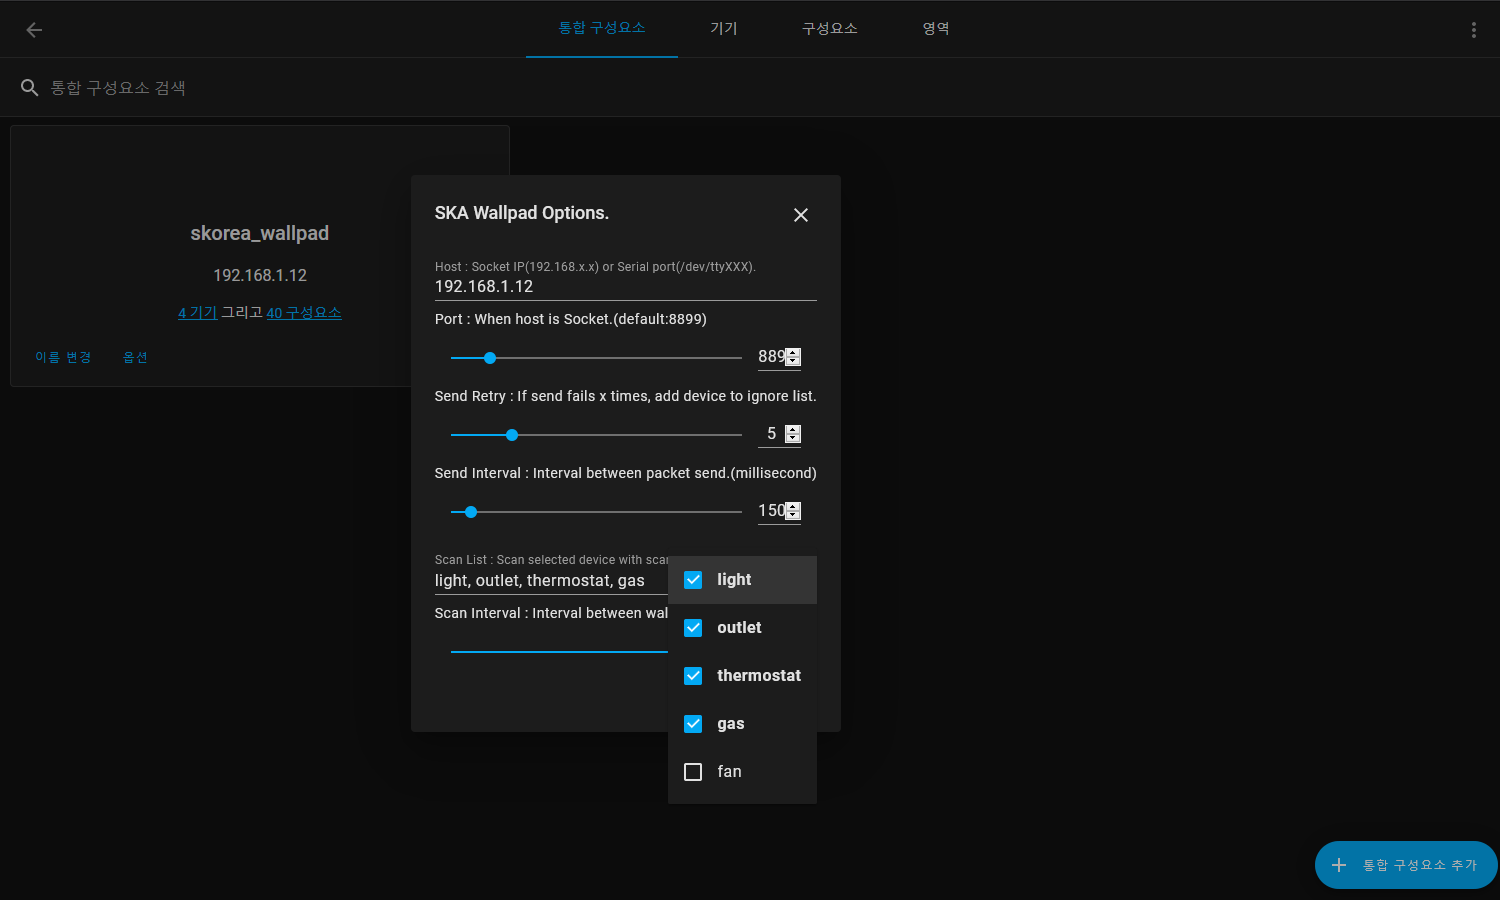 통합 구성요소
기기
구성요소
영역
통합 구성요소 검색
skorea_wallpad
192.168.1.12
4 기기 그리고 40 구성요소
이름 변경
옵션
SKA Wallpad Options.
Host : Socket IP(192.168.x.x) or Serial port(/dev/ttyXXX).
192.168.1.12
Port : When host is Socket.(default:8899)
889
Send Retry : If send fails x times, add device to ignore list.
5
Send Interval : Interval between packet send.(millisecond)
150
Scan List : Scan selected device with
light, outlet, thermostat, gas
Scan Interval : Interval between
light
outlet
thermostat
gas
fan
통합 구성요소 추가